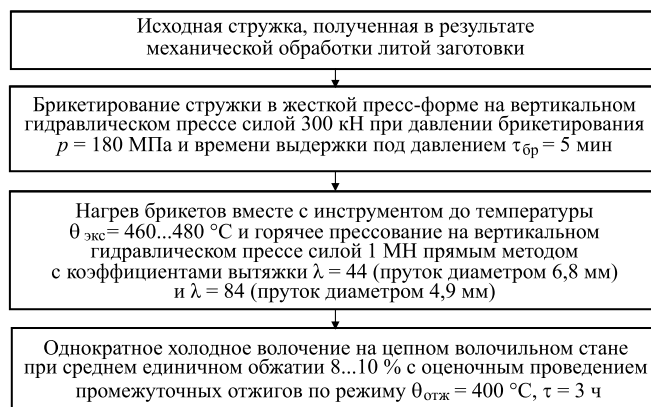 Исходная стружка, полученная в результате
механической обработки литой заготовки
Брикетирование стружки в жесткой пресс-форме на вертикальном
гидравлическом прессе силой 300 кН при давлении брикетирования
p = 180 МПа и времени выдержки под давлением τбр = 5 мин
Нагрев брикетов вместе с инструментом до температуры
θэкс = 460...480 °С и горячее прессование на вертикальном
гидравлическом прессе силой 1 МН прямым методом
с коэффициентами вытяжки λ = 44 (пруток диаметром 6,8 мм)
и λ = 84 (пруток диаметром 4,9 мм)
Однократное холодное волочение на цепном волочильном стане
при среднем единичном обжатии 8...10 % с оценочным проведением
промежуточных отжигов по режиму θотж = 400 °С, τ = 3 ч